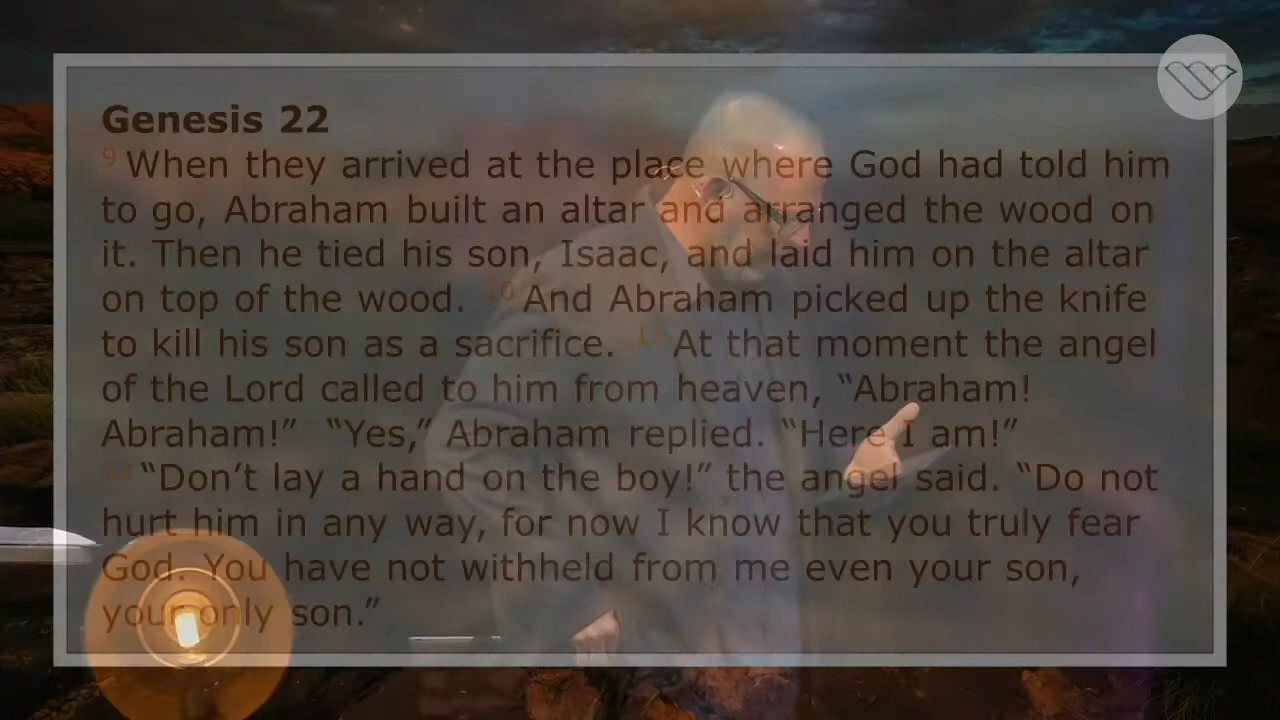 Genesis 22
9 When they arrived at the place where God had told him
to go, Abraham built an altar and arranged the wood on
it. Then he tied his son, Isaac, and laid him on the altar
on top of the wood. 10 And Abraham picked up the knife
to kill his son as a sacrifice. 11 At that moment the angel
of the Lord called to him from heaven, “Abraham!
Abraham!” “Yes,” Abraham replied. “Here I am!”
12 “Don’t lay a hand on the boy!” the angel said. “Do not
hurt him in any way, for now I know that you truly fear
God. You have not withheld from me even your son,
your only son.”